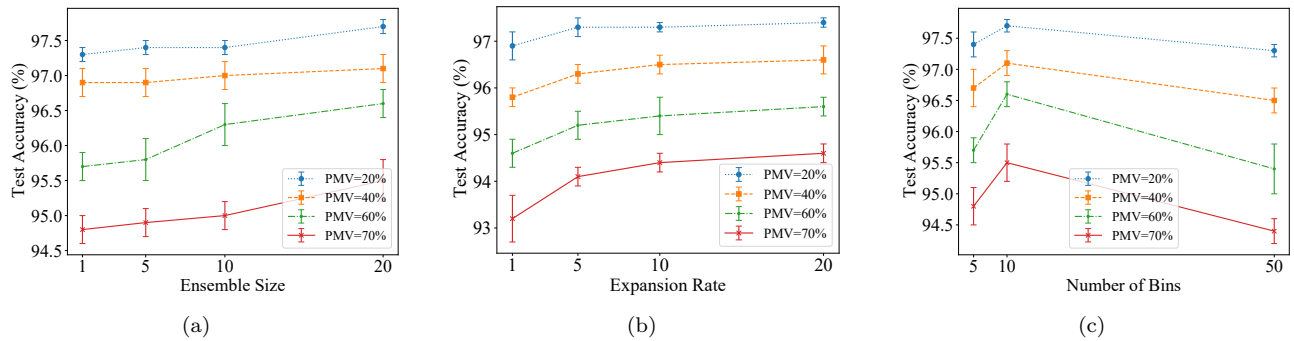 97.5
97.0
96.5
96.0
95.5
95.0
94.5
Test Accuracy (%)
PMV=20%
PMV=40%
PMV=60%
PMV=70%
1 5 10 20
Ensemble Size
(a)
97
96
95
94
93
Test Accuracy (%)
PMV=20%
PMV=40%
PMV=60%
PMV=70%
1 5 10 20
Expansion Rate
(b)
97.5
97.0
96.5
96.0
95.5
95.0
94.5
Test Accuracy (%)
PMV=20%
PMV=40%
PMV=60%
PMV=70%
5 10 50
Number of Bins
(c)